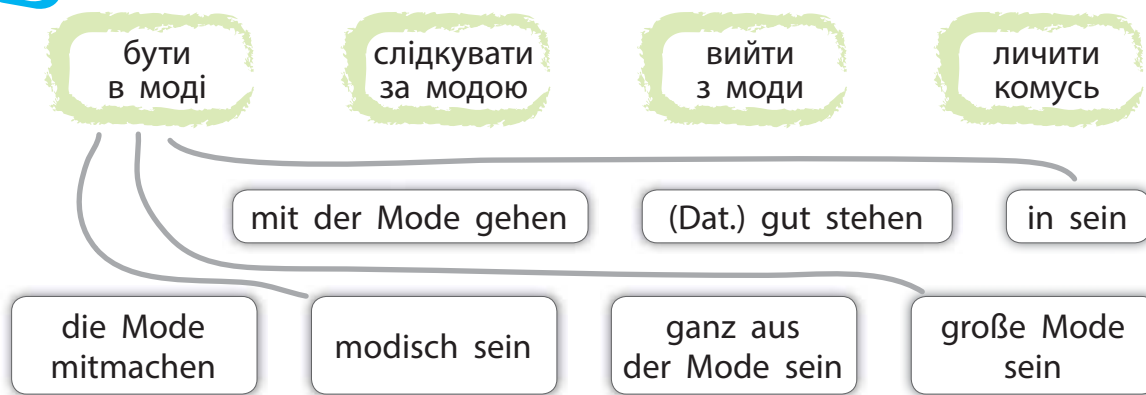 бути
в моді
слідкувати
за модою
вийти
з моди
личити
комусь
mit der Mode gehen
(Dat.) gut stehen
in sein
die Mode
mitmachen
modisch sein
ganz aus
der Mode sein
große Mode
sein